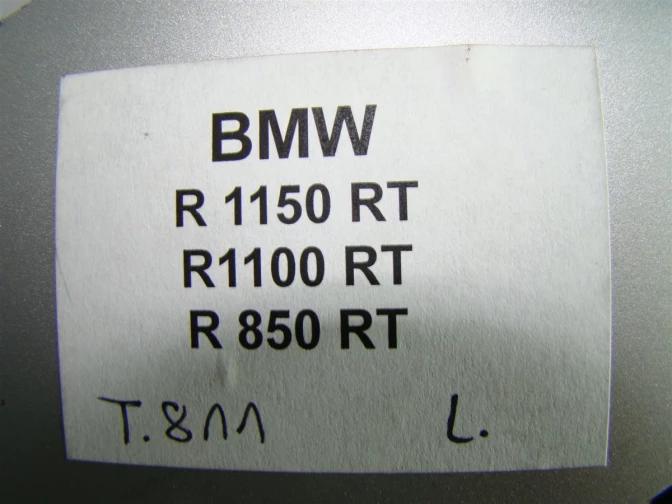 BMW
R 1150 RT
R1100 RT
R 850 RT
T.811 L.